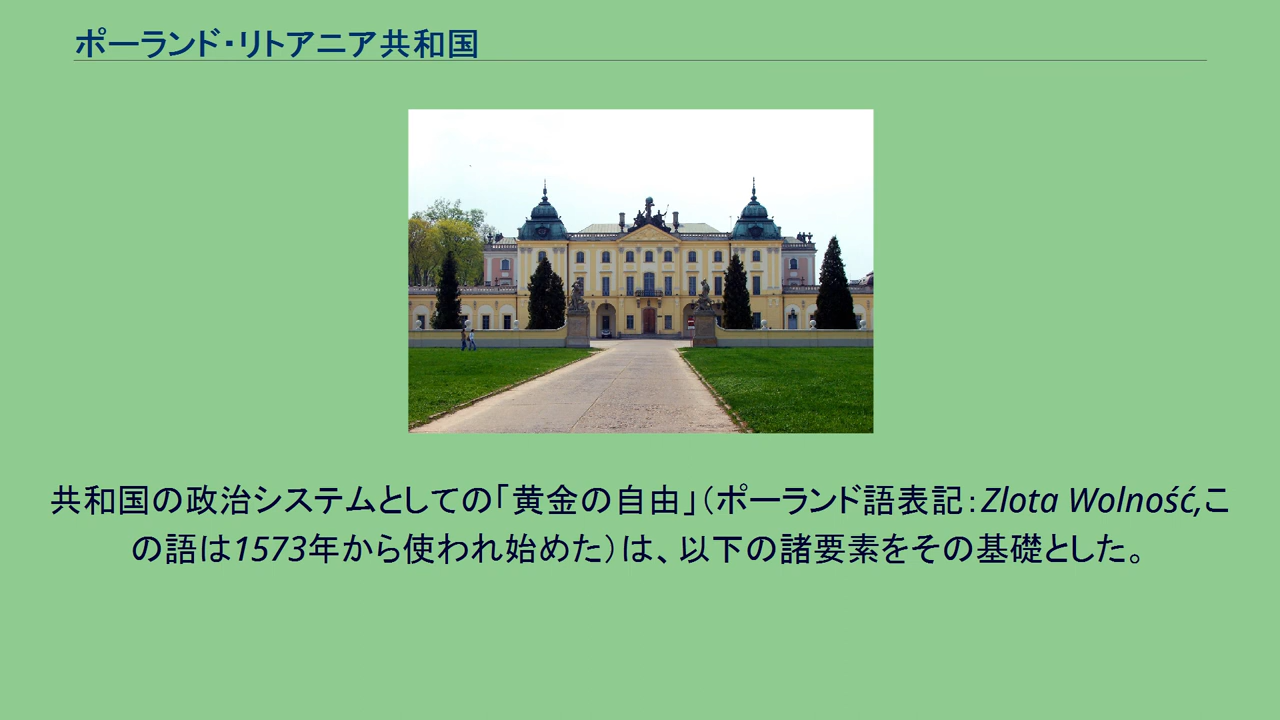 ポーランド・リトアニア共和国
共和国の政治システムとしての「黄金の自由」（ポーランド語表記：Zlota Wolność,こ
の語は1573年から使われ始めた）は、以下の諸要素をその基礎とした。